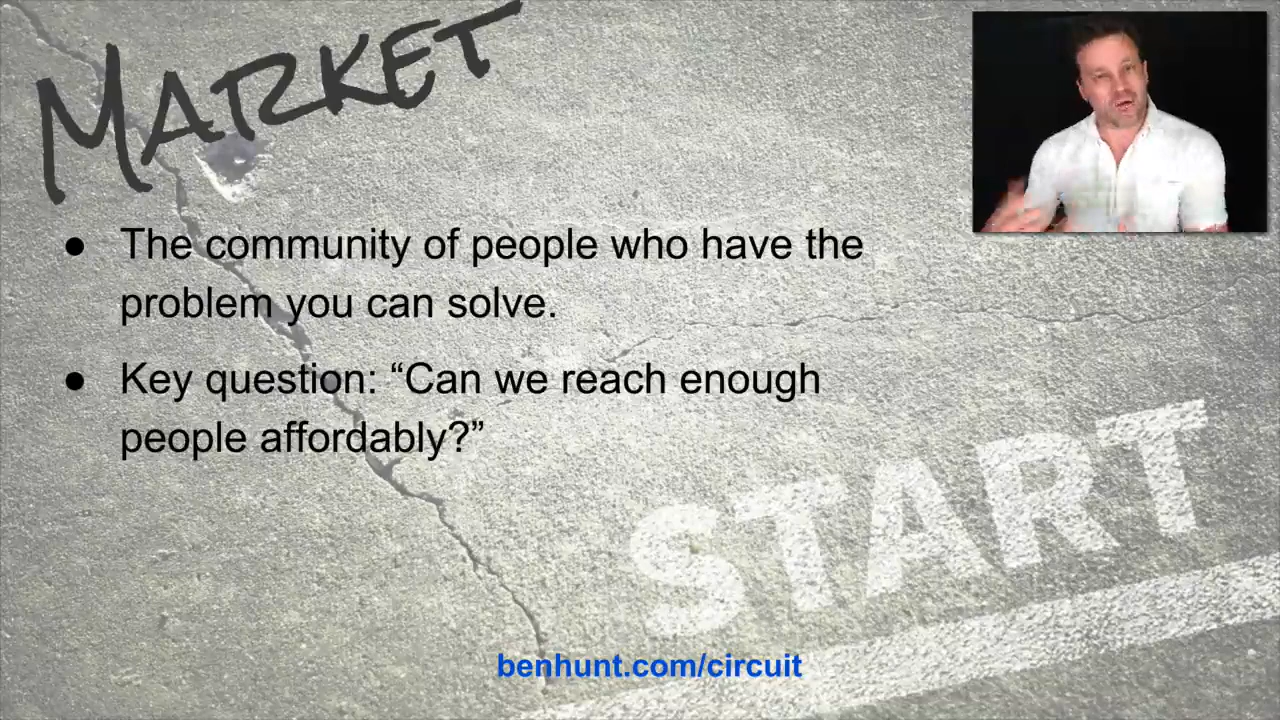 MARKET
● The community of people who have the
problem you can solve.
● Key question: “Can we reach enough
people affordably?”
START
benhunt.com/circuit